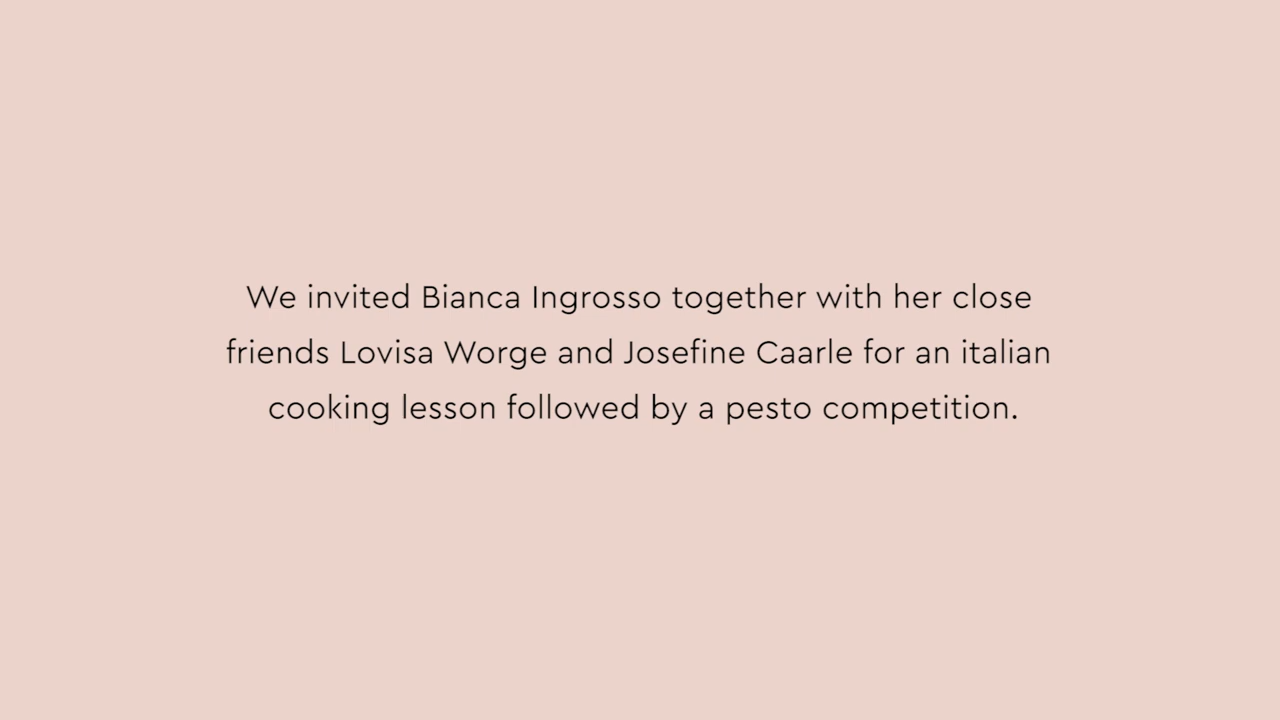 We invited Bianca Ingrosso together with her close
friends Lovisa Worge and Josefine Caarle for an italian
cooking lesson followed by a pesto competition.